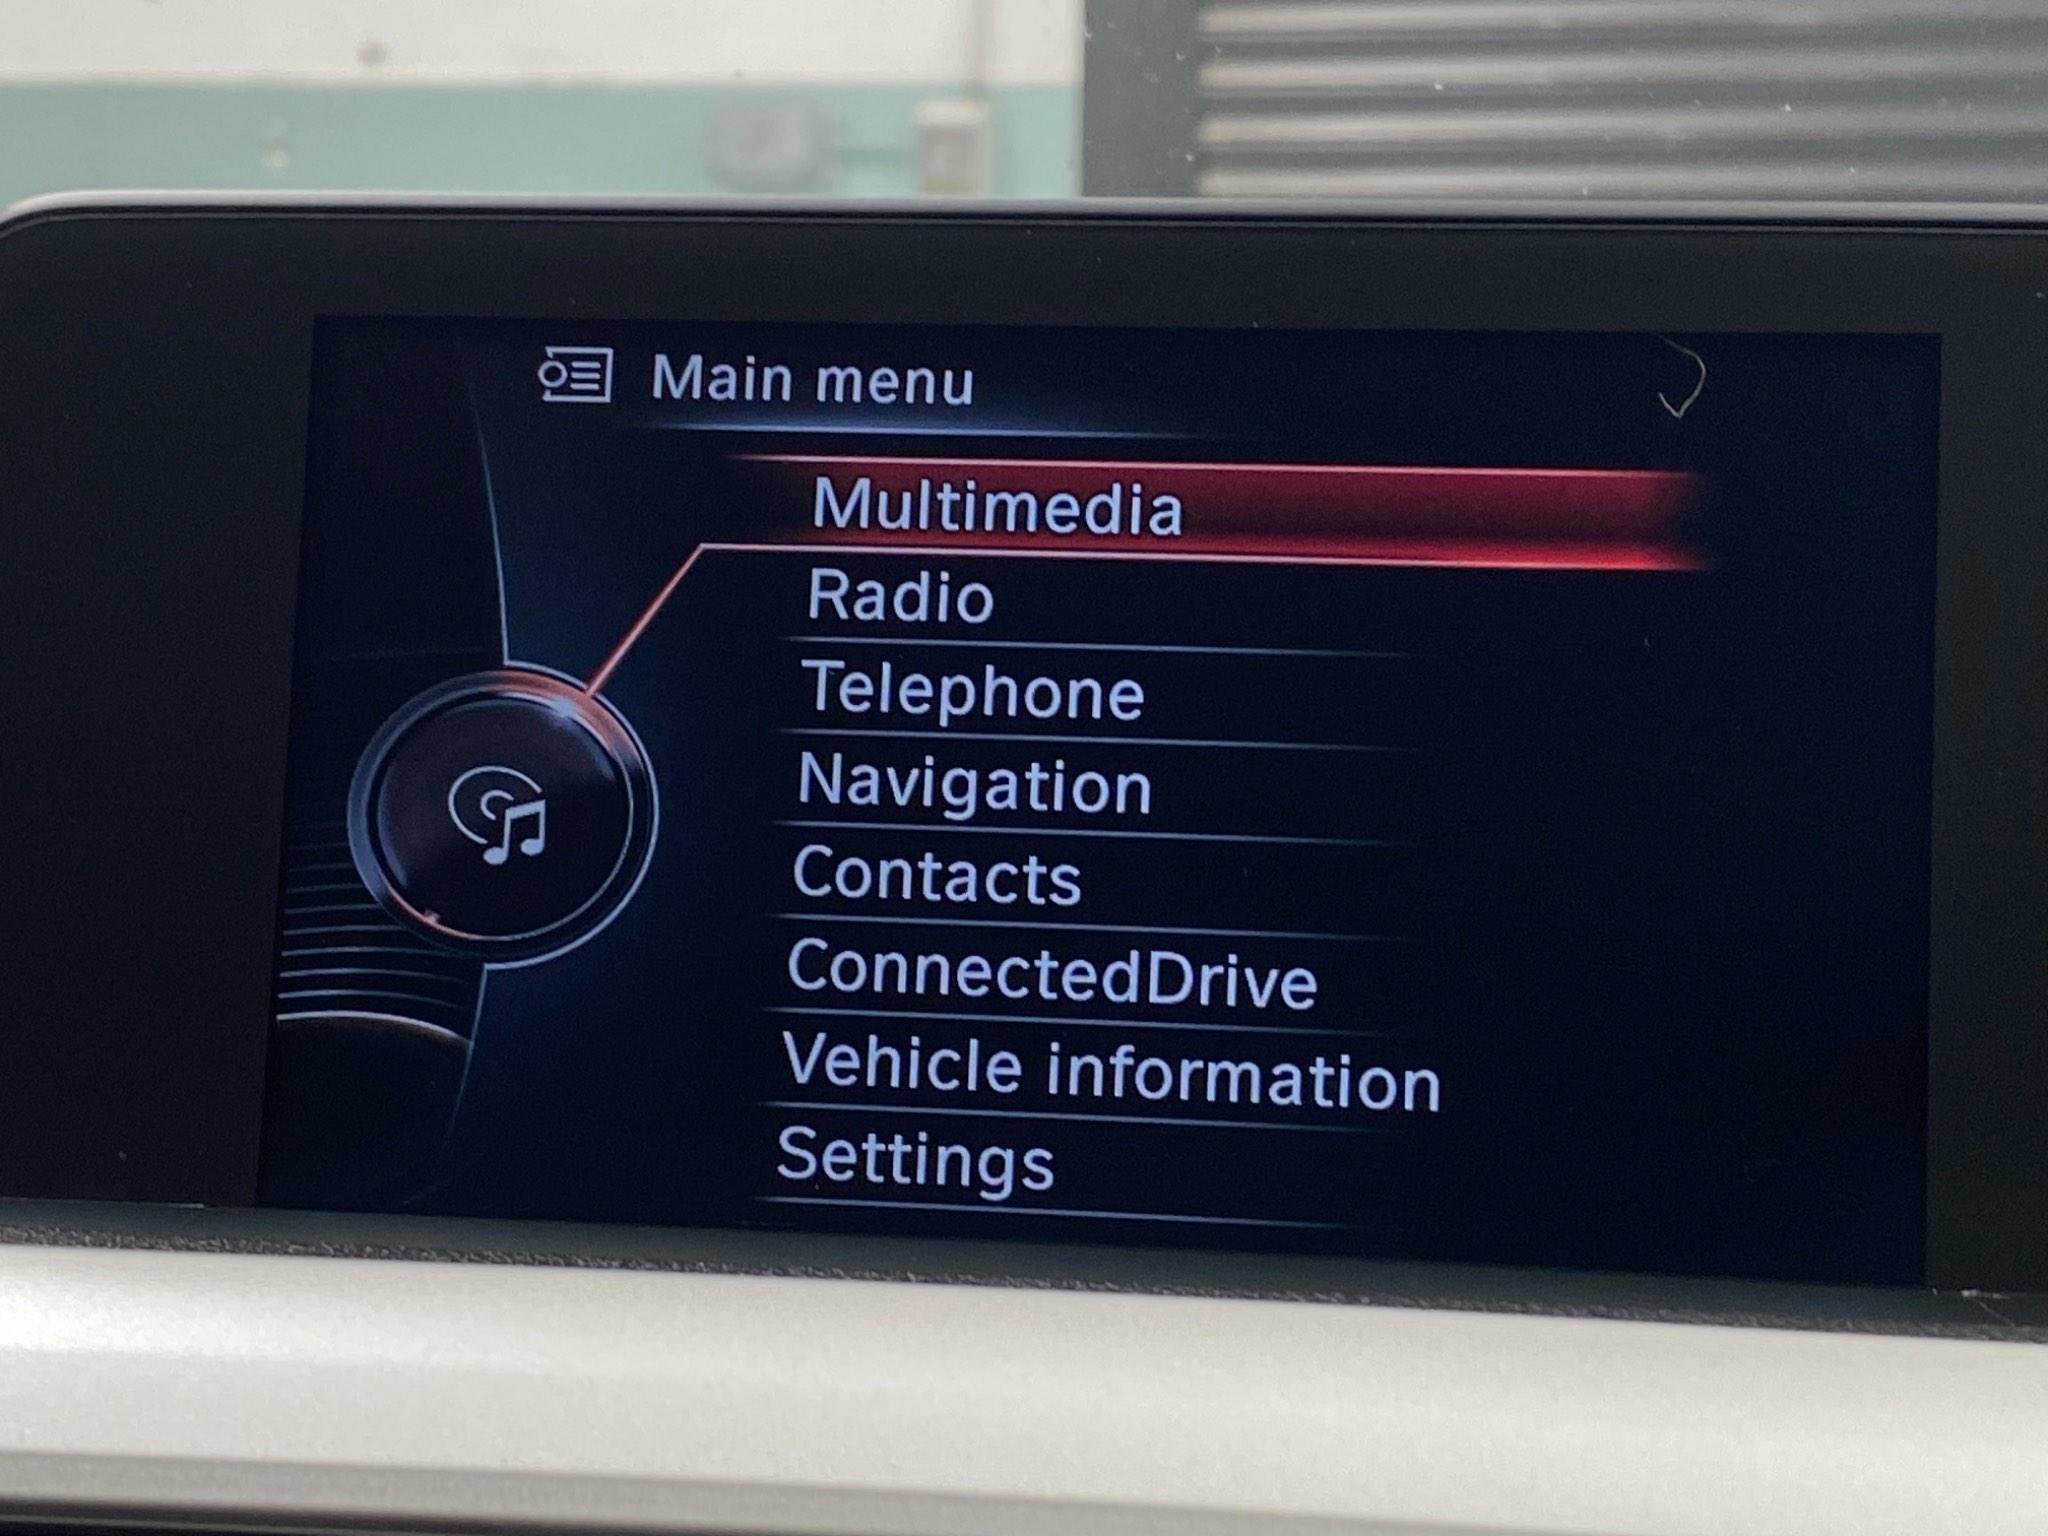 Main menu
Multimedia
Radio
Telephone
Navigation
Contacts
ConnectedDrive
Vehicle information
Settings